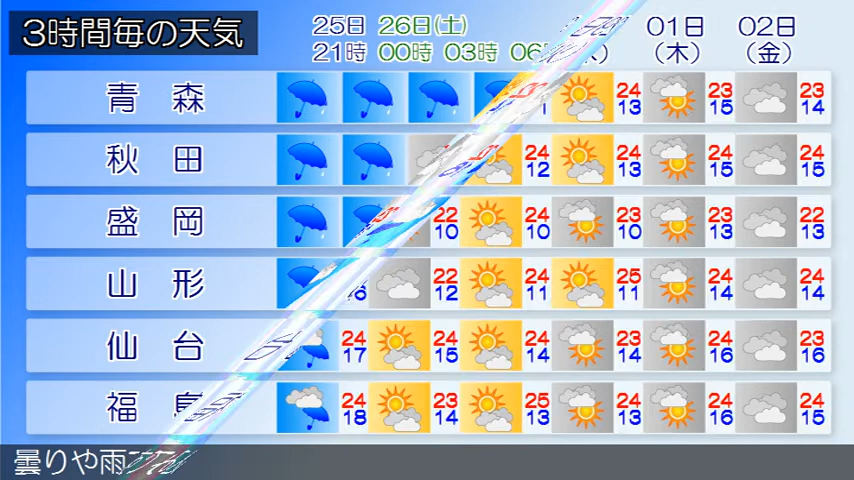 3時間毎の天気
25日 26日(土) 01日 02日
21時 00時 03時 (木) (金)
青森 24 13 23 15 23 14
秋田 24 12 24 13 24 15 24 15
盛岡 22 10 24 10 23 10 23 13 22 13
山形 22 12 24 11 25 11 24 14 24 14
仙台 24 17 24 15 24 14 23 14 24 16 23 16
福島 24 18 23 14 25 13 24 13 24 16 24 15
曇りや雨